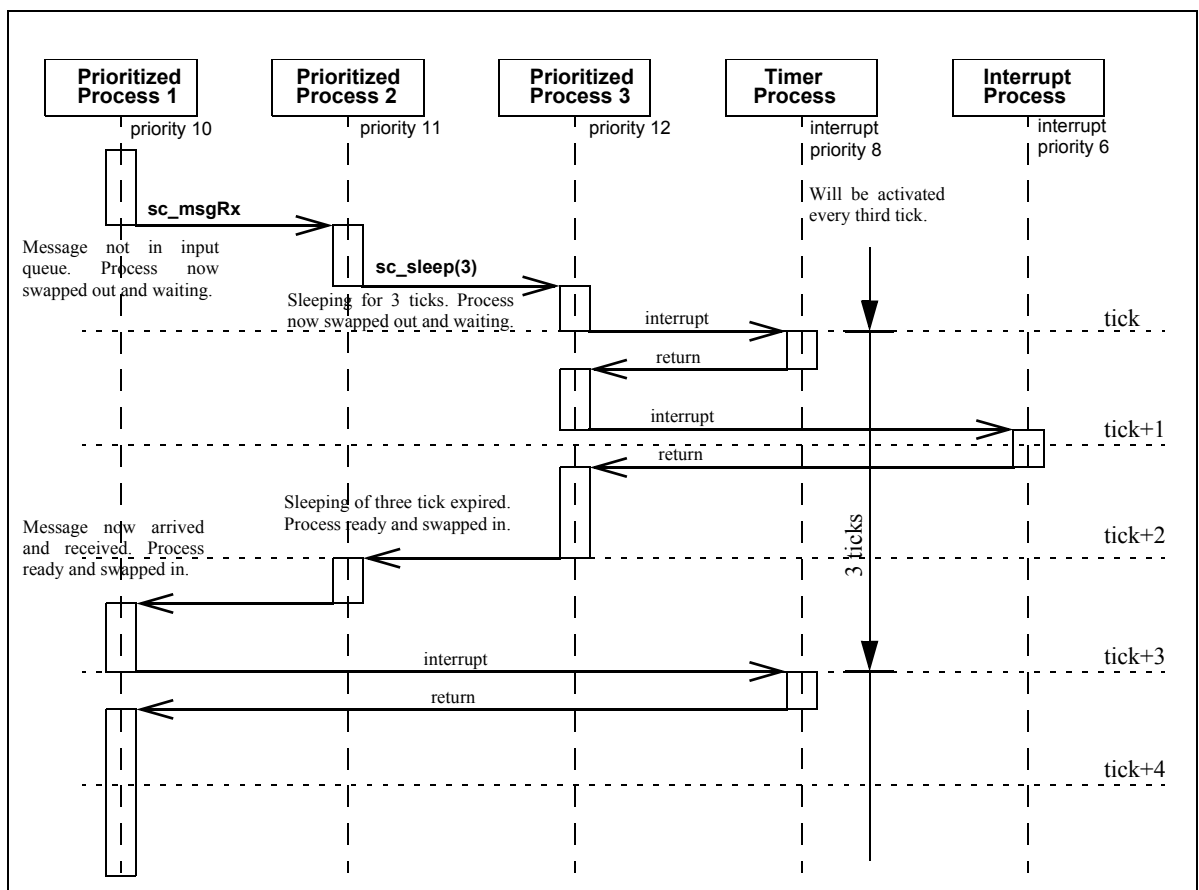 Prioritized
Process 1
Prioritized
Process 2
Prioritized
Process 3
Timer
Process
Interrupt
Process
priority 10
priority 11
priority 12
interrupt
priority 8
interrupt
priority 6
Will be activated
every third tick.
sc_msgRx
Message not in input
queue. Process now
swapped out and waiting.
sc_sleep(3)
Sleeping for 3 ticks. Process
now swapped out and waiting.
interrupt
tick
return
interrupt
tick+1
return
Sleeping of three tick expired.
Process ready and swapped in.
Message now arrived
and received. Process
ready and swapped in.
tick+2
3 ticks
interrupt
tick+3
return
tick+4